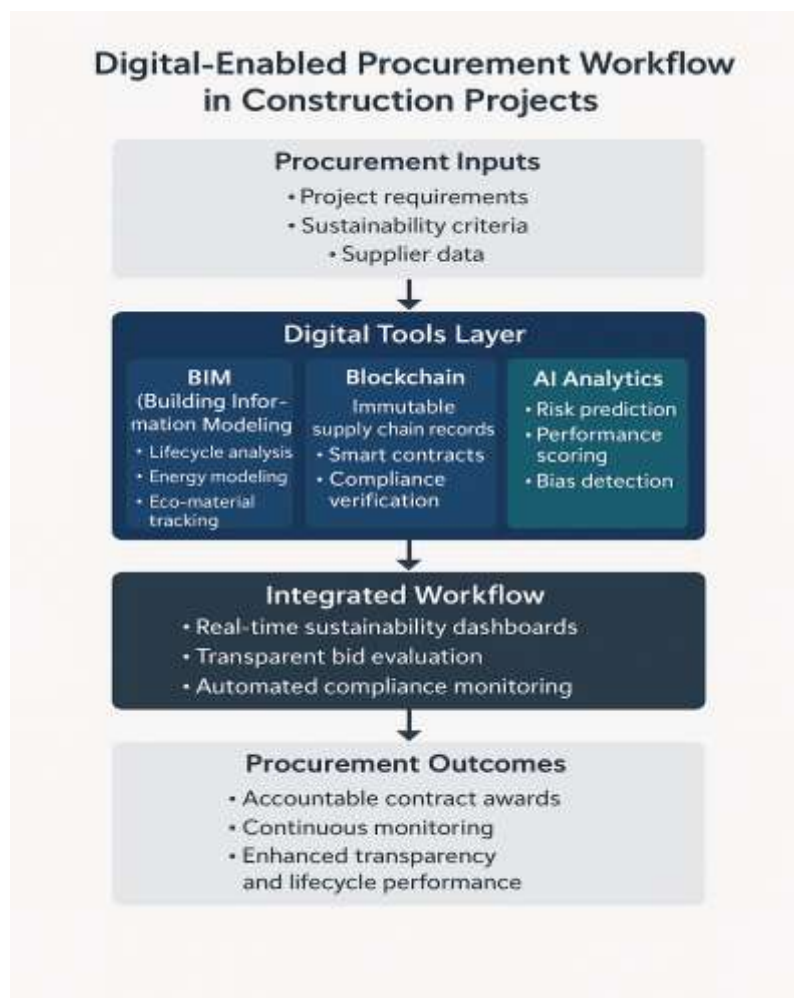 Digital-Enabled Procurement Workflow
in Construction Projects
Procurement Inputs
• Project requirements
• Sustainability criteria
• Supplier data
Digital Tools Layer
BIM
(Building Infor-
mation Modeling
• Lifecycle analysis
• Energy modeling
• Eco-material
tracking
Blockchain
Immutable
supply chain records
• Smart contracts
• Compliance
verification
AI Analytics
• Risk prediction
• Performance
scoring
• Bias detection
Integrated Workflow
• Real-time sustainability dashboards
• Transparent bid evaluation
• Automated compliance monitoring
Procurement Outcomes
• Accountable contract awards
• Continuous monitoring
• Enhanced transparency
and lifecycle performance